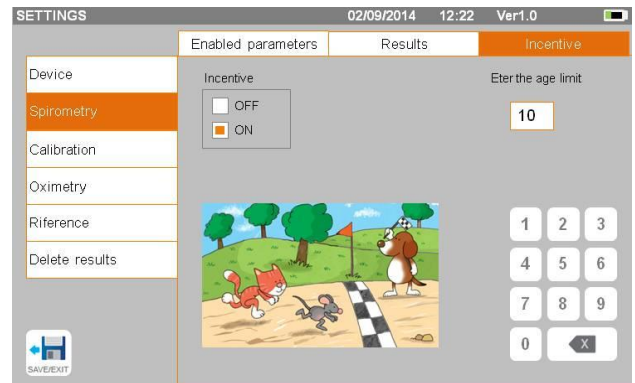 SETTINGS 02/09/2014 12:22 Ver1.0
Enabled parameters Results Incentive
Device
Spirometry
Calibration
Oximetry
Riference
Delete results
SAVE/EXIT
Incentive
OFF
ON
Eter the age limit
10
1 2 3
4 5 6
7 8 9
0 X